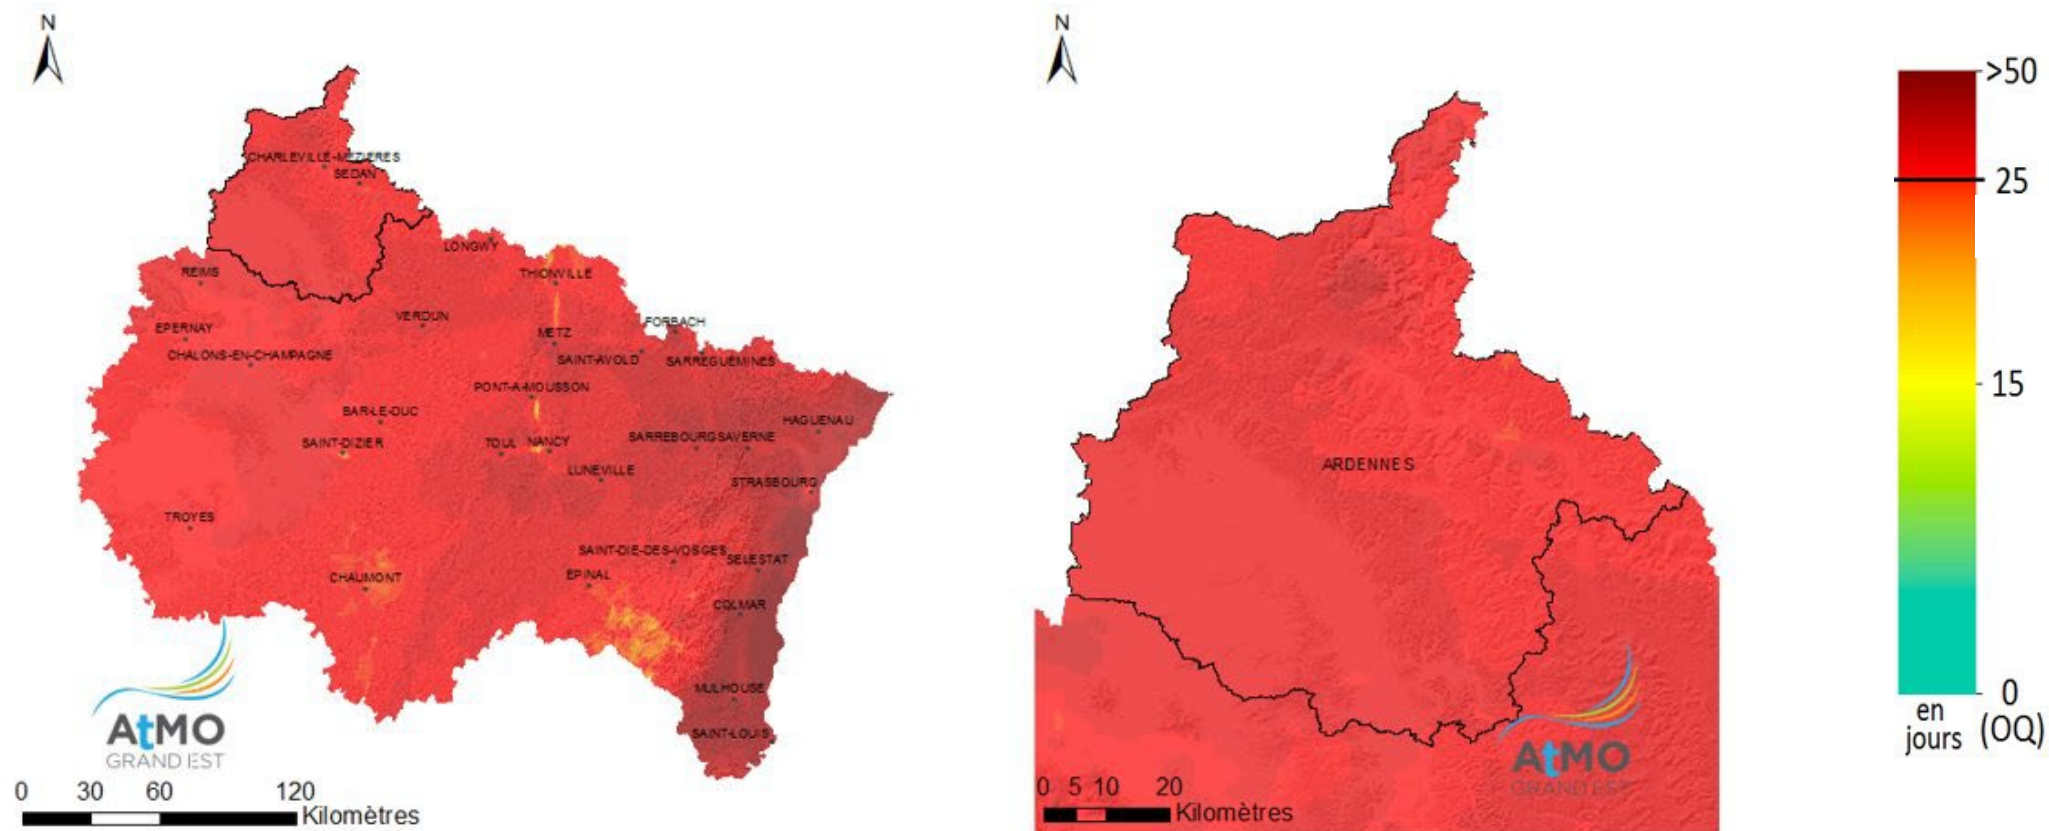 N
CHARLEVILLE-MEZIERES
SEDAN
LONGWY
REIMS
THIONVILLE
VERDUN
EPERNAY
METZ
FORBACH
CHALONS-EN-CHAMPAGNE
SAINT-AVOLD
SARREGUEMINES
PONT-A-MOUSSON
BAR-LE-DUC
HAGUENAU
SAINT-DIZIER
TOUL
NANCY
SARREBOURG
SAVERNE
LUNEVILLE
STRASBOURG
TROYES
SAINT-DIE-DES-VOSGES
SELESTAT
CHAUMONT
EPINAL
COLMAR
MULHOUSE
SAINT-LOUIS
AtMO
GRAND EST
0 30 60 120
Kilomètres
N
ARDENNES
AtMO
GRAND EST
0 5 10 20
Kilomètres
>50
25
15
0
en
jours (OQ)